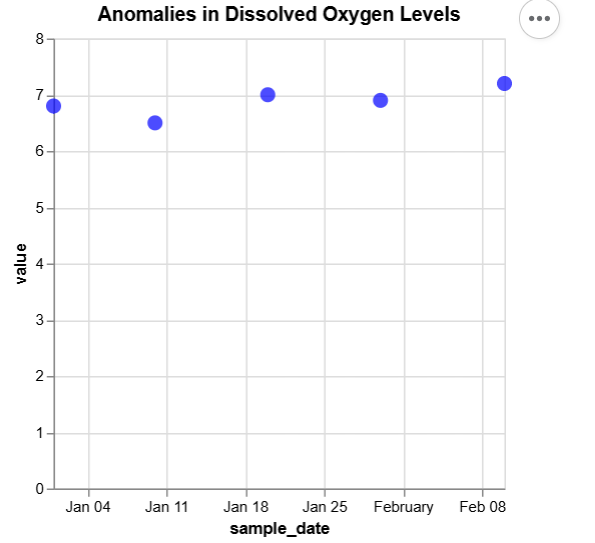 Anomalies in Dissolved Oxygen Levels
8
7
6
5
4
3
2
1
0
value
Jan 04 Jan 11 Jan 18 Jan 25 February Feb 08
sample_date